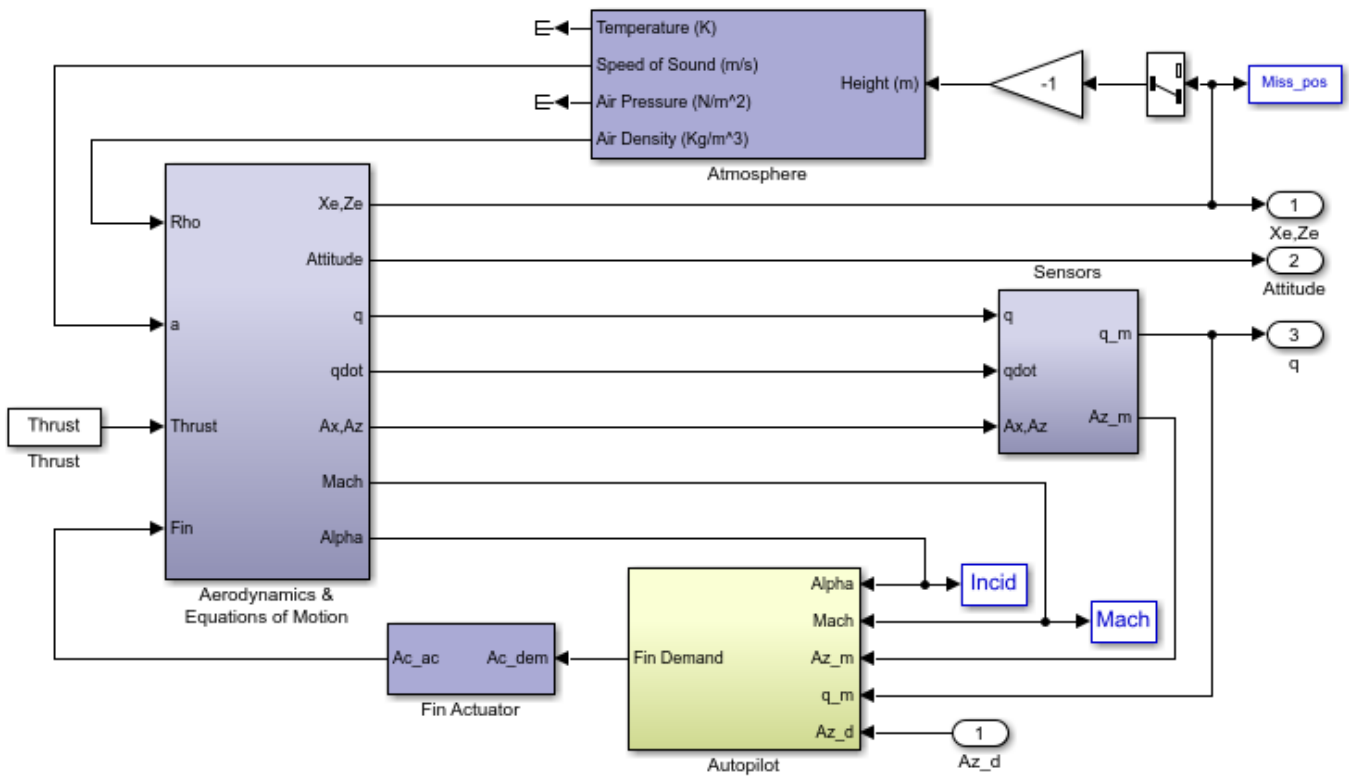 Temperature (K)
Speed of Sound (m/s)
Air Pressure (N/m^2)
Air Density (Kg/m^3)
Height (m)
Atmosphere
-1
Miss_pos
Rho
a
Thrust
Fin
Xe,Ze
Attitude
q
qdot
Ax,Az
Mach
Alpha
Aerodynamics &
Equations of Motion
Thrust
Thrust
1
Xe,Ze
2
Attitude
3
q
Sensors
q
qdot
Ax,Az
q_m
Az_m
Incid
Mach
Alpha
Mach
Az_m
q_m
Az_d
Fin Demand
Autopilot
Ac_ac
Ac_dem
Fin Actuator
1
Az_d